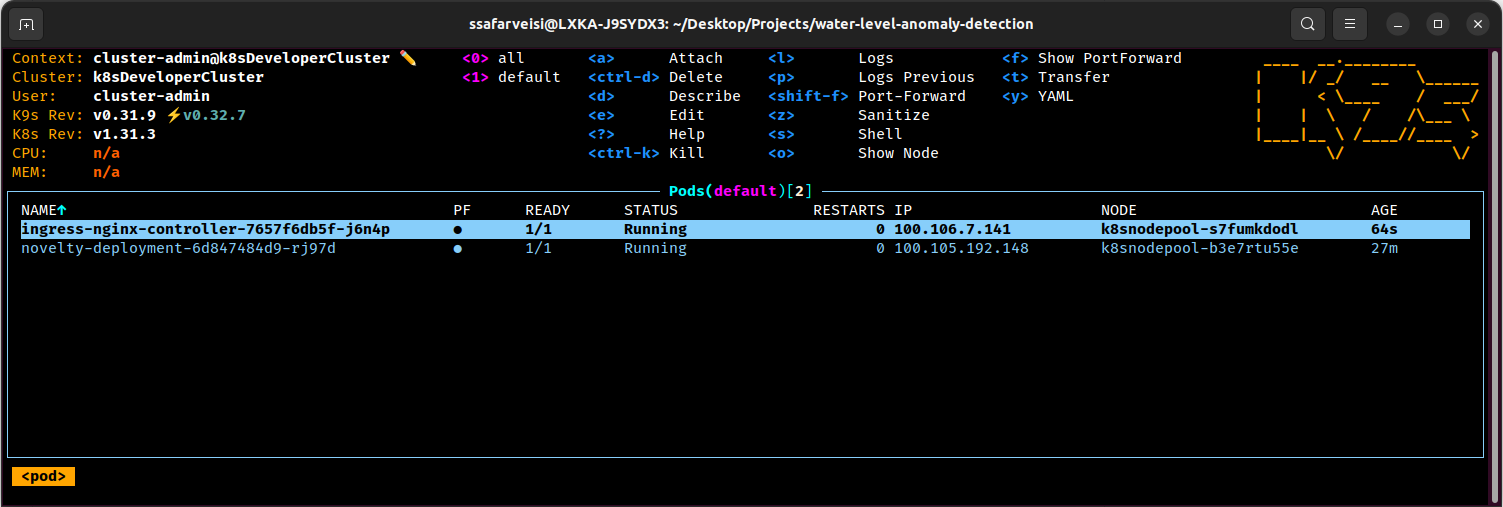 ssafarveisi@LXKA-J9SYDX3: ~/Desktop/Projects/water-level-anomaly-detection
Context: cluster-admin@k8sDeveloperCluster ✏️ <0> all <a> Attach <l> Logs <f> Show PortForward
Cluster: k8sDeveloperCluster <1> default <ctrl-d> Delete <p> Logs Previous <t> Transfer
User: cluster-admin <d> Describe <shift-f> Port-Forward <y> YAML
K9s Rev: v0.31.9 ⚡v0.32.7 <e> Edit <z> Sanitize
K8s Rev: v1.31.3 <?> Help <s> Shell
CPU: n/a <ctrl-k> Kill <o> Show Node
MEM: n/a
Pods(default)[2]
NAME↑ PF READY STATUS RESTARTS IP NODE AGE
ingress-nginx-controller-7657f6db5f-j6n4p ● 1/1 Running 0 100.106.7.141 k8snodepool-s7fumkdodl 64s
novelty-deployment-6d847484d9-rj97d ● 1/1 Running 0 100.105.192.148 k8snodepool-b3e7rtu55e 27m
<pod>